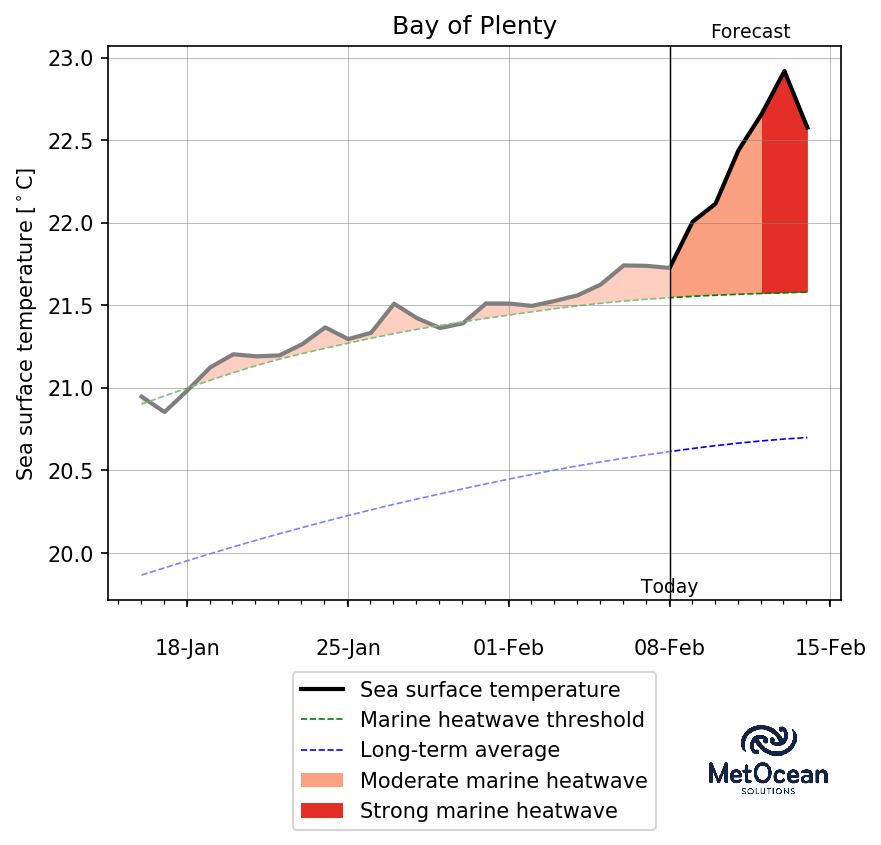 Bay of Plenty
Forecast
Sea surface temperature [°C]
23.0
22.5
22.0
21.5
21.0
20.5
20.0
Today
18-Jan
25-Jan
01-Feb
08-Feb
15-Feb
Sea surface temperature
Marine heatwave threshold
Long-term average
Moderate marine heatwave
Strong marine heatwave
MetOcean
SOLUTIONS